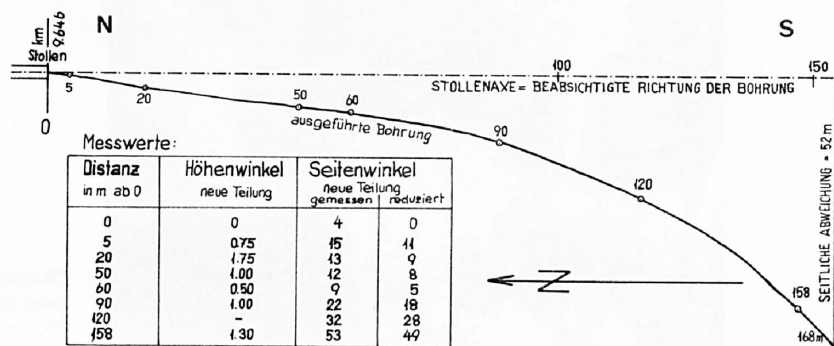 N
S
km 9.646
Stollen
5
20
50
60
90
100
120
150
158
168m
0
STOLLENAXE = BEABSICHTIGTE RICHTUNG DER BOHRUNG
ausgeführte Bohrung
SEITLICHE ABWEICHUNG = 52m
Messwerte:
Distanz Höhenwinkel Seitenwinkel
in m ab 0 neue Teilung neue Teilung
gemessen reduziert
0 0 4 0
5 0.75 15 11
20 1.75 13 9
50 1.00 12 8
60 0.50 9 5
90 1.00 22 18
120 - 32 28
158 1.30 53 49
N